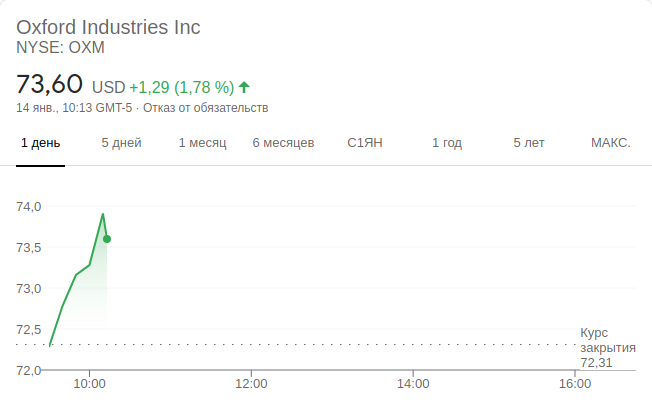 Oxford Industries Inc
NYSE: OXM
73,60 USD +1,29 (1,78 %)
14 янв., 10:13 GMT-5 · Отказ от обязательств
1 день 5 дней 1 месяц 6 месяцев С1ЯН 1 год 5 лет МАКС.
74,0
73,5
73,0
72,5
72,0
Курс
закрытия
72,31
10:00 12:00 14:00 16:00